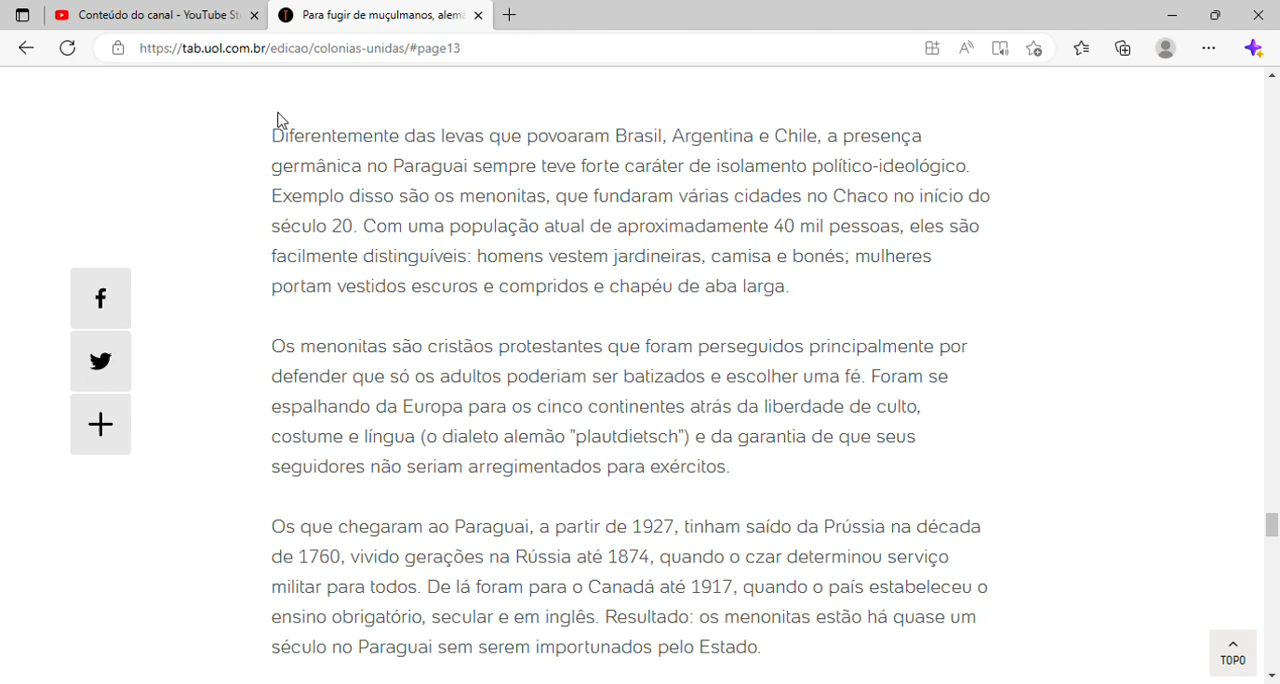 Conteúdo do canal - YouTube St
Para fugir de muçulmanos, alemã
https://tab.uol.com.br/edicao/colonias-unidas/#page13
Diferentemente das levas que povoaram Brasil, Argentina e Chile, a presença
germânica no Paraguai sempre teve forte caráter de isolamento político-ideológico.
Exemplo disso são os menonitas, que fundaram várias cidades no Chaco no início do
século 20. Com uma população atual de aproximadamente 40 mil pessoas, eles são
facilmente distinguíveis: homens vestem jardineiras, camisa e bonés; mulheres
portam vestidos escuros e compridos e chapéu de aba larga.
Os menonitas são cristãos protestantes que foram perseguidos principalmente por
defender que só os adultos poderiam ser batizados e escolher uma fé. Foram se
espalhando da Europa para os cinco continentes atrás da liberdade de culto,
costume e língua (o dialeto alemão "plautdietsch") e da garantia de que seus
seguidores não seriam arregimentados para exércitos.
Os que chegaram ao Paraguai, a partir de 1927, tinham saído da Prússia na década
de 1760, vivido gerações na Rússia até 1874, quando o czar determinou serviço
militar para todos. De lá foram para o Canadá até 1917, quando o país estabeleceu o
ensino obrigatório, secular e em inglês. Resultado: os menonitas estão há quase um
século no Paraguai sem serem importunados pelo Estado.
TOPO